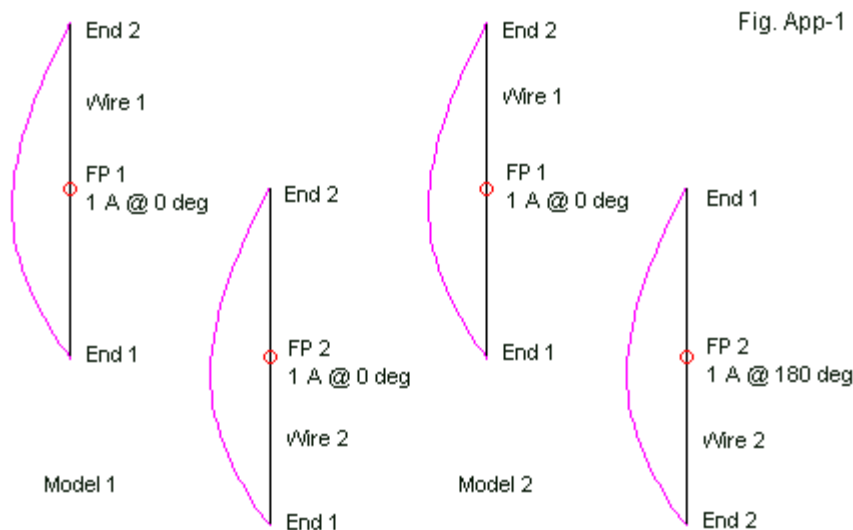 Fig. App-1
End 2
Wire 1
FP 1
1 A @ 0 deg
End 1
End 2
FP 2
1 A @ 0 deg
Wire 2
End 1
Model 1
End 2
Wire 1
FP 1
1 A @ 0 deg
End 1
End 1
FP 2
1 A @ 180 deg
Wire 2
End 2
Model 2